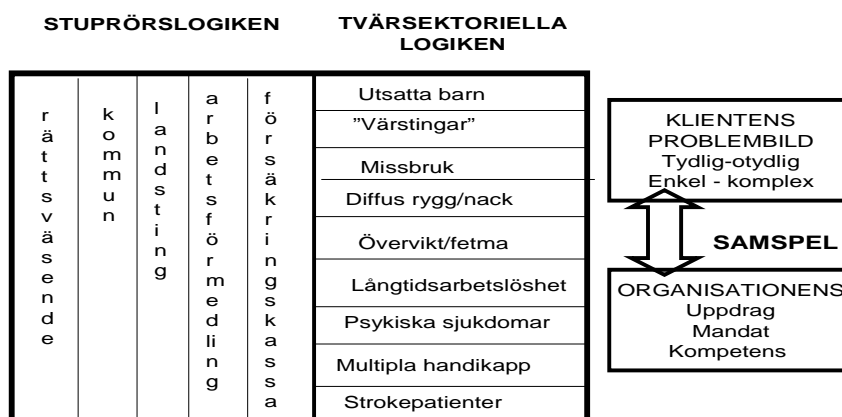 STUPRÖRSLOGIKEN
TVÄRSEKTORIELLA
LOGIKEN
rättsväsende
kommun
landsting
arbetsförmedling
försäkringskassa
Utsatta barn
”Värstingar”
Missbruk
Diffus rygg/nack
Övervikt/fetma
Långtidsarbetslöshet
Psykiska sjukdomar
Multipla handikapp
Strokepatienter
KLIENTENS
PROBLEMBILD
Tydlig-otydlig
Enkel - komplex
SAMSPEL
ORGANISATIONENS
Uppdrag
Mandat
Kompetens